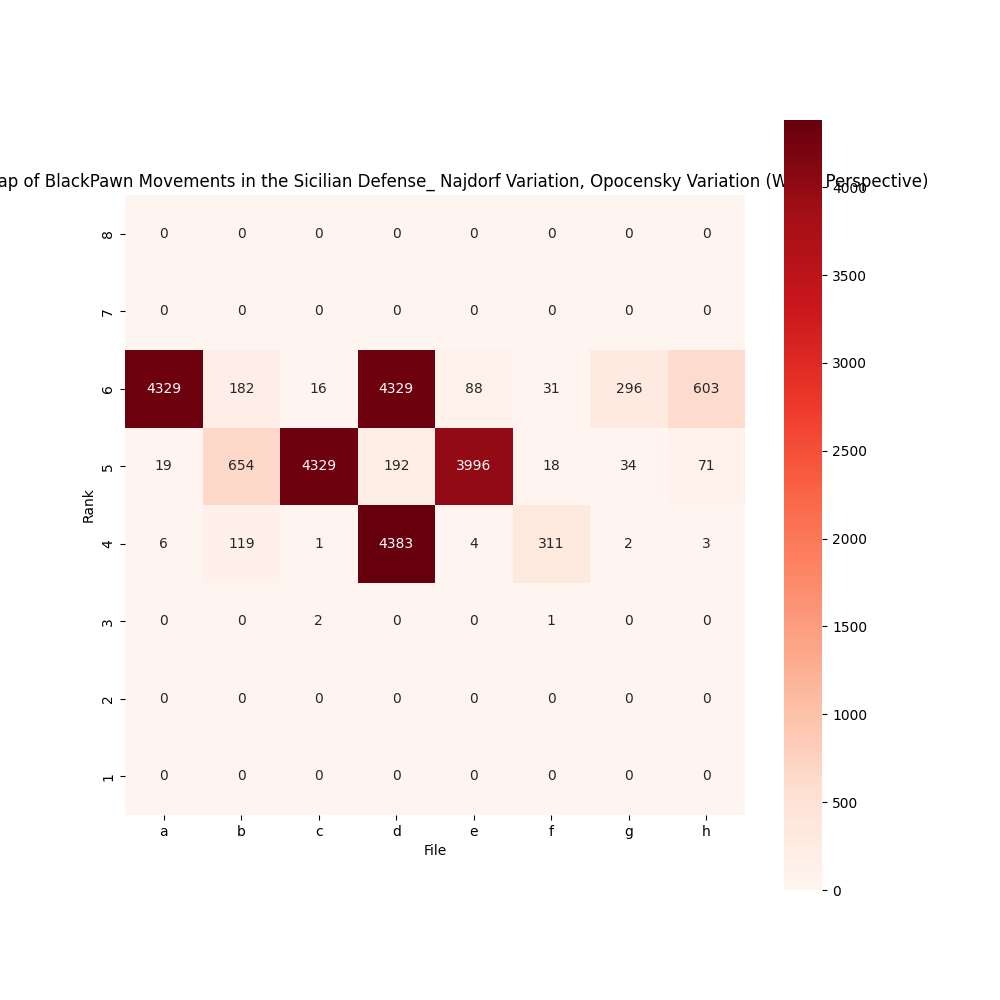 ap of BlackPawn Movements in the Sicilian Defense_ Najdorf Variation, Opocensky Variation (W Perspective)
4000
8 0 0 0 0 0 0 0 0
7 0 0 0 0 0 0 0 0
3500
6 4329 182 16 4329 88 31 296 603
3000
5 19 654 4329 192 3996 18 34 71
2500
Rank
4 6 119 1 4383 4 311 2 3
2000
3 0 0 2 0 0 1 0 0
1500
2 0 0 0 0 0 0 0 0
1000
1 0 0 0 0 0 0 0 0
500
a b c d e f g h
File
0